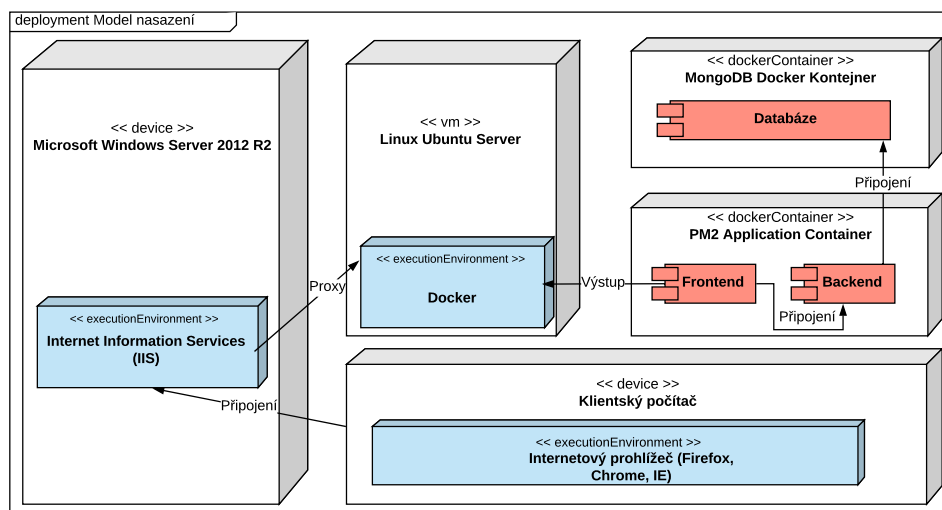 deployment Model nasazení
<< device >>
Microsoft Windows Server 2012 R2
<< executionEnvironment >>
Internet Information Services
(IIS)
<< vm >>
Linux Ubuntu Server
<< executionEnvironment >>
Docker
Proxy
<< dockerContainer >>
MongoDB Docker Kontejner
Databáze
Připojení
<< dockerContainer >>
PM2 Application Container
Frontend
Backend
Výstup
Připojení
<< device >>
Klientský počítač
<< executionEnvironment >>
Internetový prohlížeč (Firefox,
Chrome, IE)
Připojení